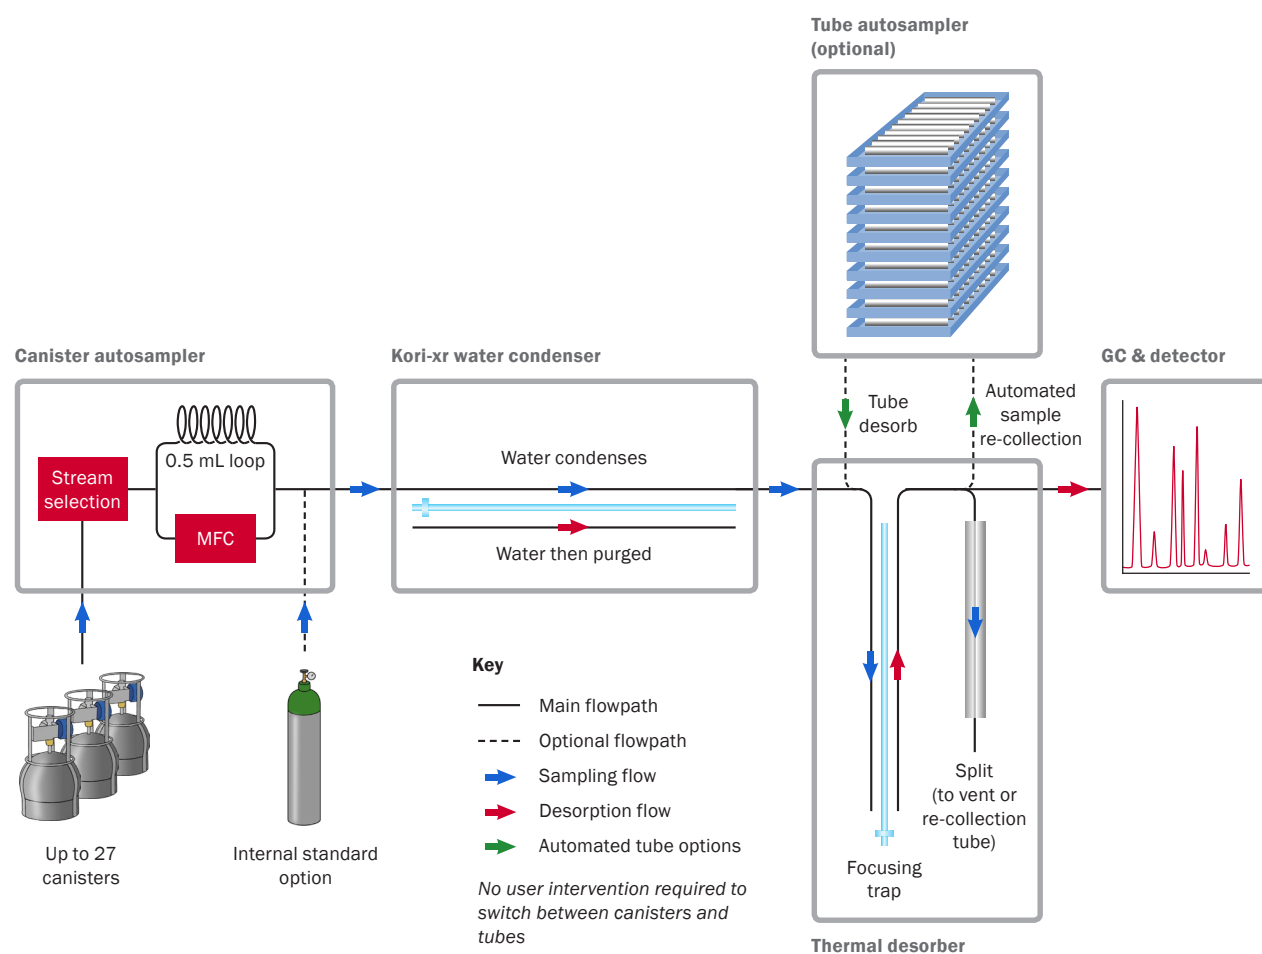 Tube autosampler
(optional)
Canister autosampler
Kori-xr water condenser
GC & detector
Stream
selection
0.5 mL loop
MFC
Water condenses
Water then purged
Tube
desorb
Automated
sample
re-collection
Up to 27
canisters
Internal standard
option
Key
Main flowpath
Optional flowpath
Sampling flow
Desorption flow
Automated tube options
No user intervention required to
switch between canisters and
tubes
Split
(to vent or
re-collection
tube)
Focusing
trap
Thermal desorber